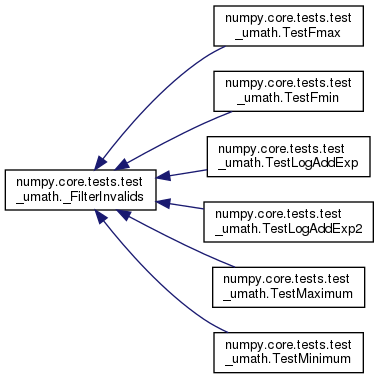 numpy.core.tests.test
_umath.TestFmax
numpy.core.tests.test
_umath.TestFmin
numpy.core.tests.test
_umath.TestLogAddExp
numpy.core.tests.test
_umath._FilterInvalids
numpy.core.tests.test
_umath.TestLogAddExp2
numpy.core.tests.test
_umath.TestMaximum
numpy.core.tests.test
_umath.TestMinimum